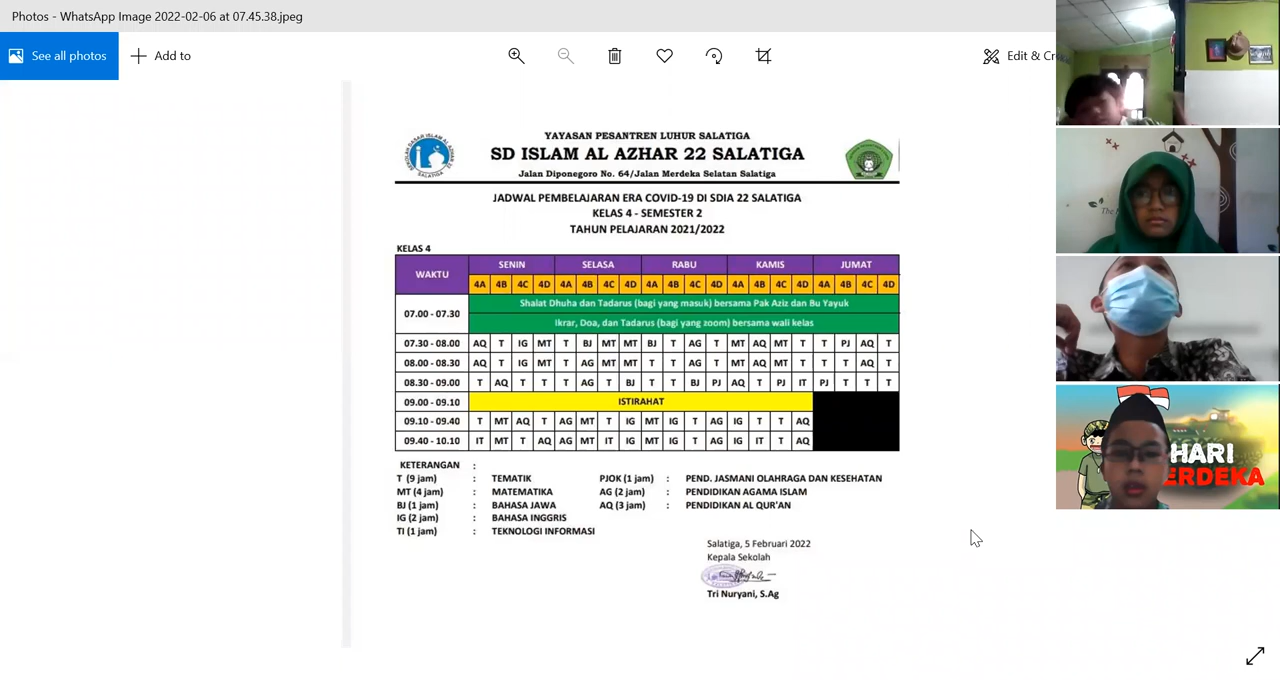 Photos - WhatsApp Image 2022-02-06 at 07.45.38.jpeg
See all photos
Add to
Edit & Cr
YAYASAN PESANTREN LUHUR SALATIGA
SD ISLAM AL AZHAR 22 SALATIGA
Jalan Diponegoro No. 64/Jalan Merdeka Selatan Salatiga
JADWAL PEMBELAJARAN ERA COVID-19 DI SDIA 22 SALATIGA
KELAS 4 - SEMESTER 2
TAHUN PELAJARAN 2021/2022
KELAS 4
WAKTU SENIN SELASA RABU KAMIS JUMAT
4A 4B 4C 4D 4A 4B 4C 4D 4A 4B 4C 4D 4A 4B 4C 4D 4A 4B 4C 4D
07.00 - 07.30 Shalat Dhuha dan Tadarus (bagi yang masuk) bersama Pak Aziz dan Bu Yayuk
Ikrar, Doa, dan Tadarus (bagi yang zoom) bersama wali kelas
07.30 - 08.00 AQ T IG MT T BJ MT MT BJ T AG T MT AQ MT T T PJ AQ T
08.00 - 08.30 AQ T IG MT T AG MT MT T T AG T MT AQ MT T T T AQ T
08.30 - 09.00 T AQ T T T AG T BJ T T BJ PJ AQ T PJ IT PJ T T T
09.00 - 09.10 ISTIRAHAT
09.10 - 09.40 T MT AQ T AG MT T IG MT IG T AG IG T T AQ
09.40 - 10.10 IT MT T AQ AG MT IT IG MT IG T AG IG IT T AQ
KETERANGAN :
T (9 jam) : TEMATIK PJOK (1 jam) : PEND. JASMANI OLAHRAGA DAN KESEHATAN
MT (4 jam) : MATEMATIKA AG (2 jam) : PENDIDIKAN AGAMA ISLAM
BJ (1 jam) : BAHASA JAWA AQ (3 jam) : PENDIDIKAN AL QUR'AN
IG (2 jam) : BAHASA INGGRIS
TI (1 jam) : TEKNOLOGI INFORMASI
Salatiga, 5 Februari 2022
Kepala Sekolah
Tri Nuryani, S.Ag
HARI
ERDEKA